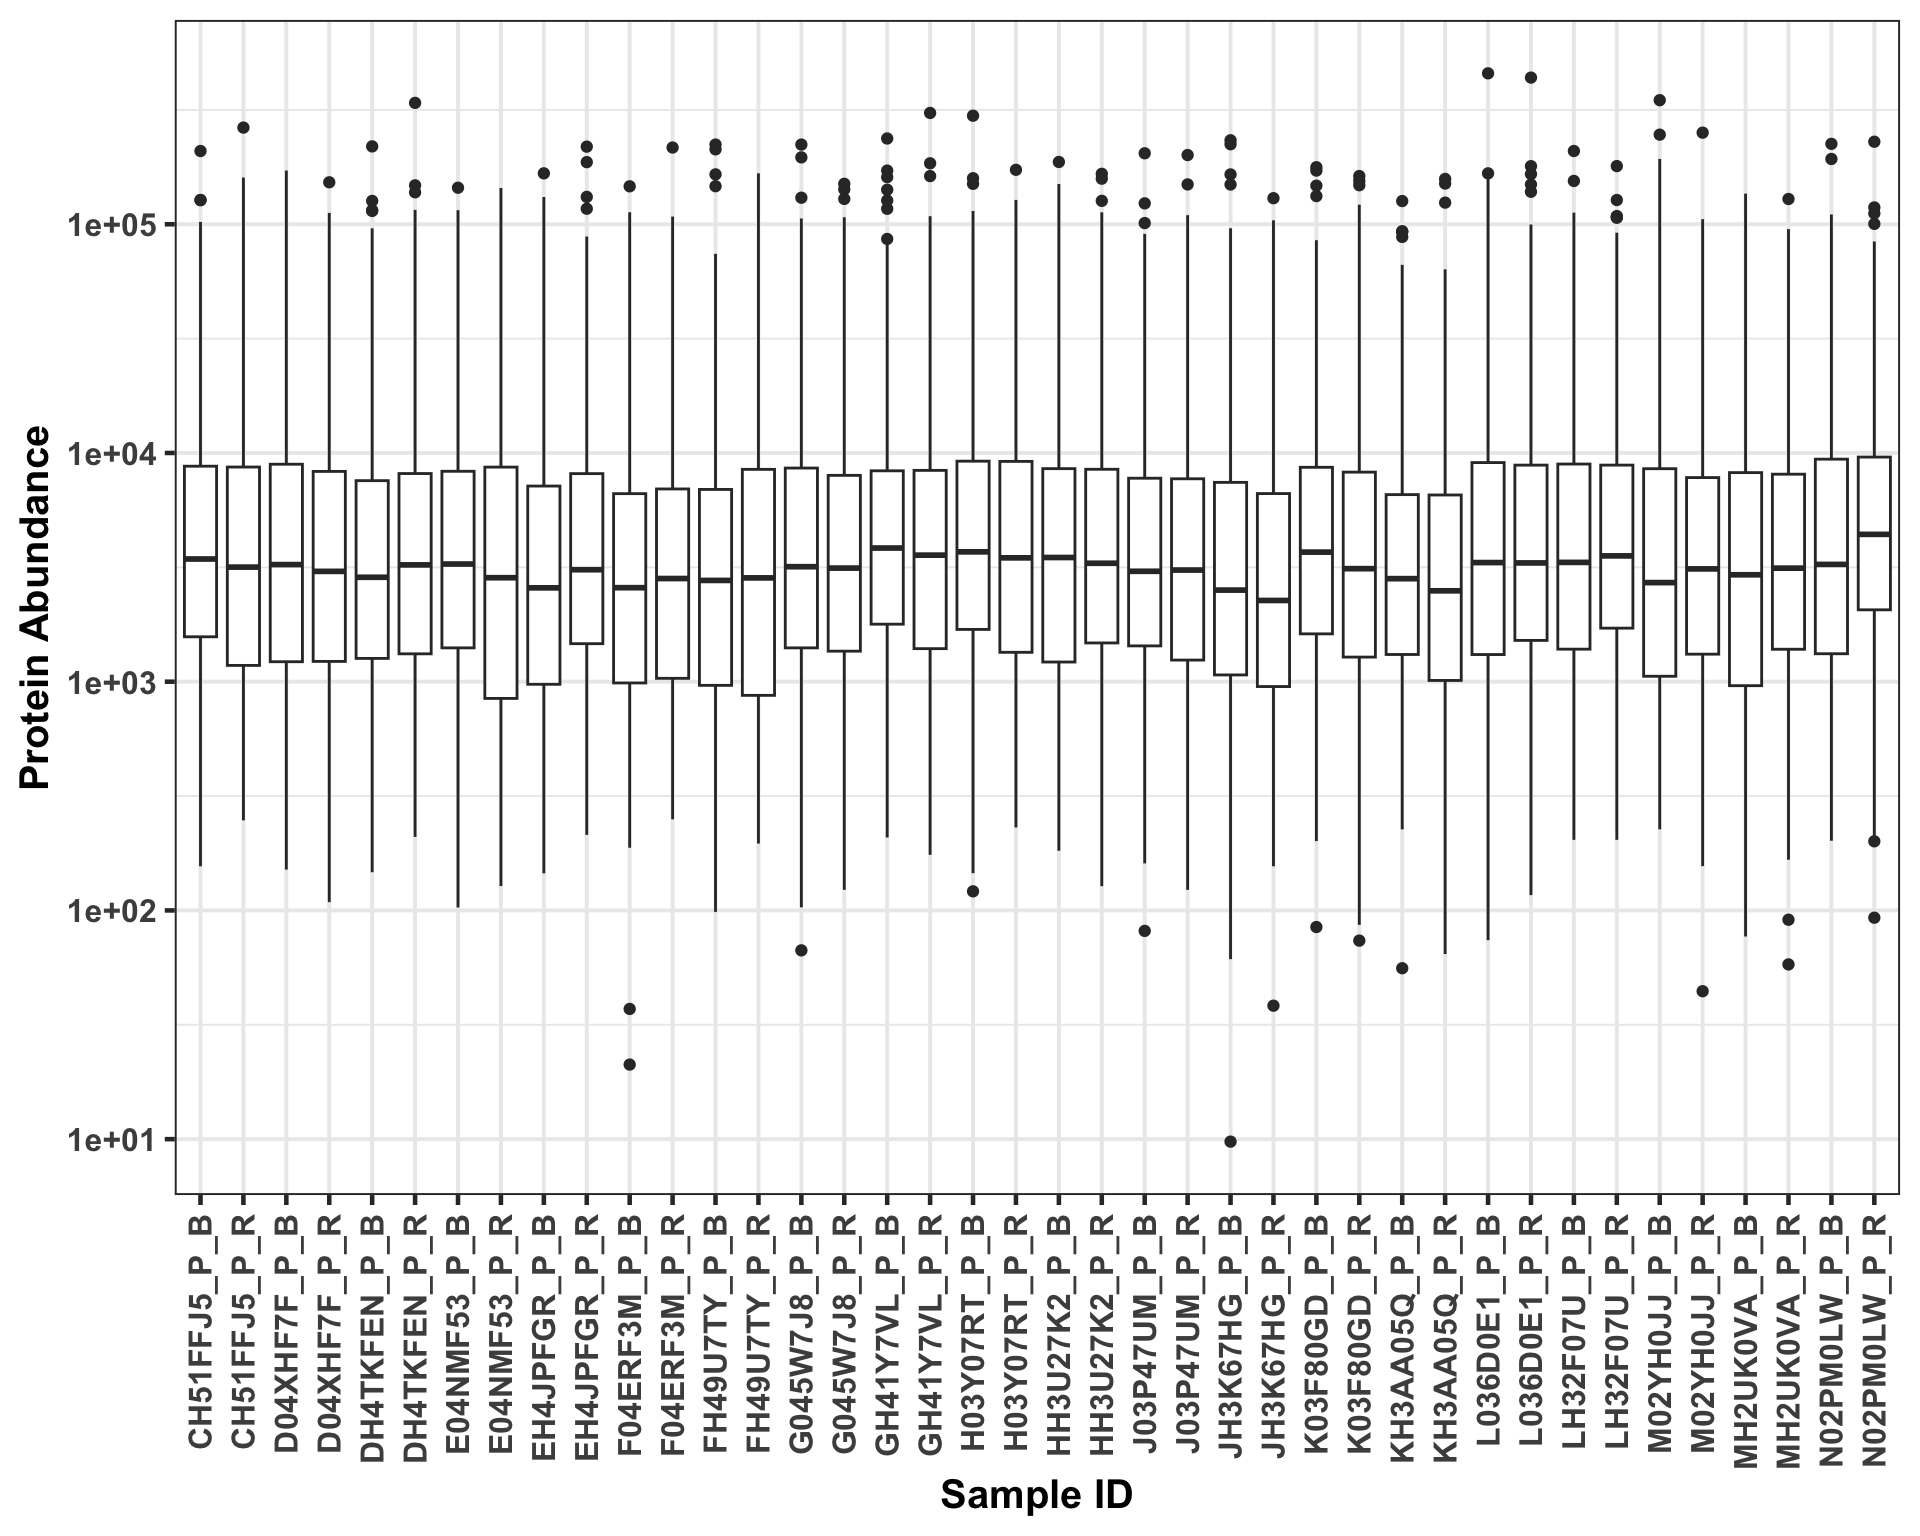 Protein Abundance
1e+05
1e+04
1e+03
1e+02
1e+01
CH51FFJ5_P_B
CH51FFJ5_P_R
D04XHF7F_P_B
D04XHF7F_P_R
DH4TKFEN_P_B
DH4TKFEN_P_R
E04NMF53_P_B
E04NMF53_P_R
EH4JPFGR_P_B
EH4JPFGR_P_R
F04ERF3M_P_B
F04ERF3M_P_R
FH49U7TY_P_B
FH49U7TY_P_R
G045W7J8_P_B
G045W7J8_P_R
GH41Y7VL_P_B
GH41Y7VL_P_R
H03Y07RT_P_B
H03Y07RT_P_R
HH3U27K2_P_B
HH3U27K2_P_R
J03P47UM_P_B
J03P47UM_P_R
JH3K67HG_P_B
JH3K67HG_P_R
K03F80GD_P_B
K03F80GD_P_R
KH3AA05Q_P_B
KH3AA05Q_P_R
L036D0E1_P_B
L036D0E1_P_R
LH32F07U_P_B
LH32F07U_P_R
M02YH0JJ_P_B
M02YH0JJ_P_R
MH2UK0VA_P_B
MH2UK0VA_P_R
N02PM0LW_P_B
N02PM0LW_P_R
Sample ID